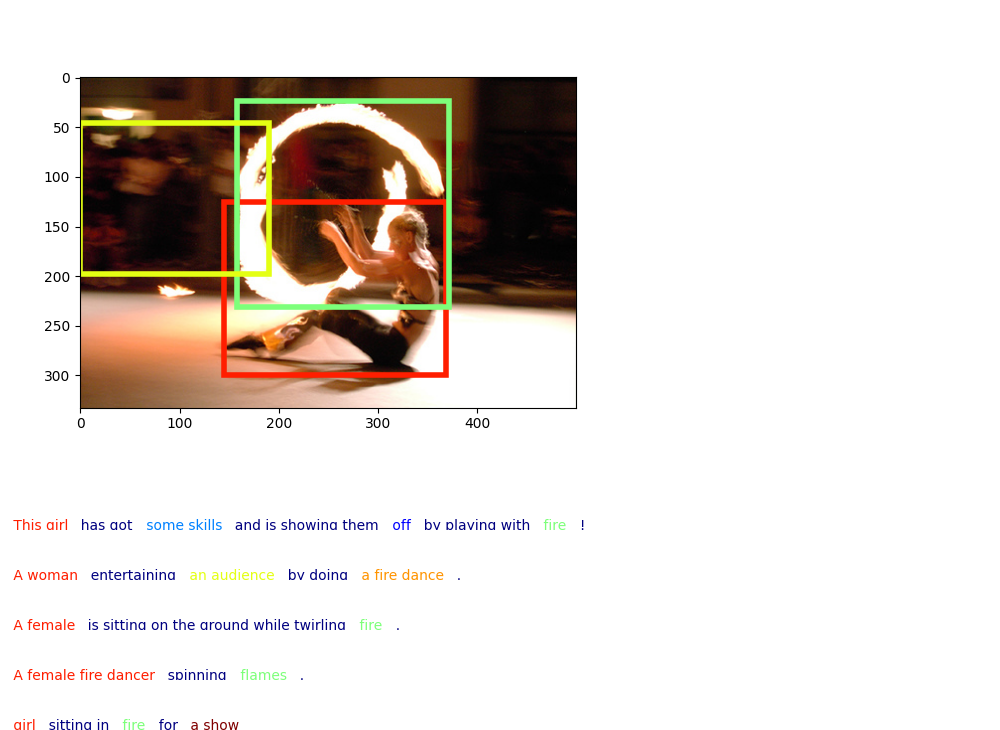 0
50
100
150
200
250
300
0 100 200 300 400
This girl has got some skills and is showing them off by playing with fire !
A woman entertaining an audience by doing a fire dance .
A female is sitting on the ground while twirling fire .
A female fire dancer spinning flames .
girl sitting in fire for a show